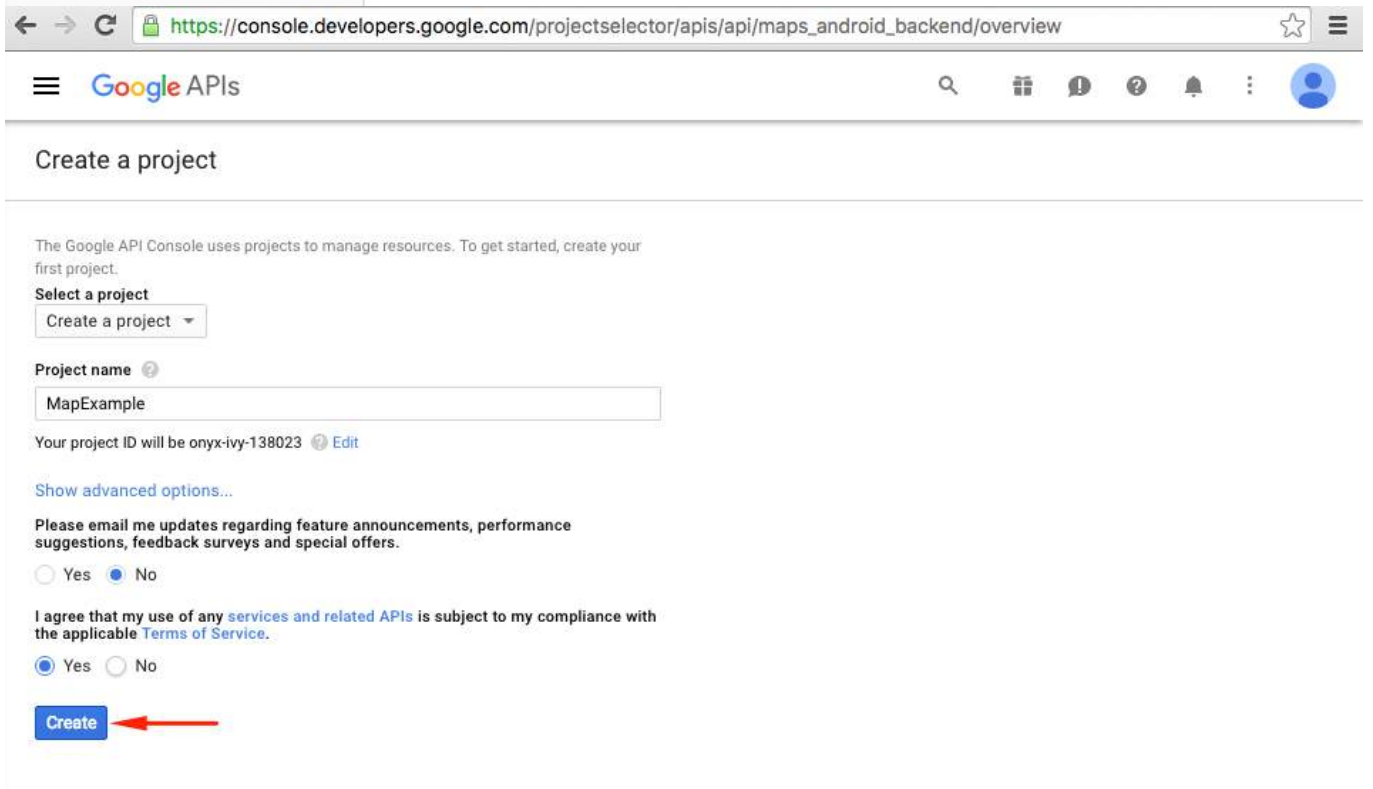 https://console.developers.google.com/projectselector/apis/api/maps_android_backend/overview
Google APIs
Create a project
The Google API Console uses projects to manage resources. To get started, create your
first project.
Select a project
Create a project
Project name
MapExample
Your project ID will be onyx-ivy-138023 Edit
Show advanced options...
Please email me updates regarding feature announcements, performance
suggestions, feedback surveys and special offers.
Yes No
I agree that my use of any services and related APIs is subject to my compliance with
the applicable Terms of Service.
Yes No
Create